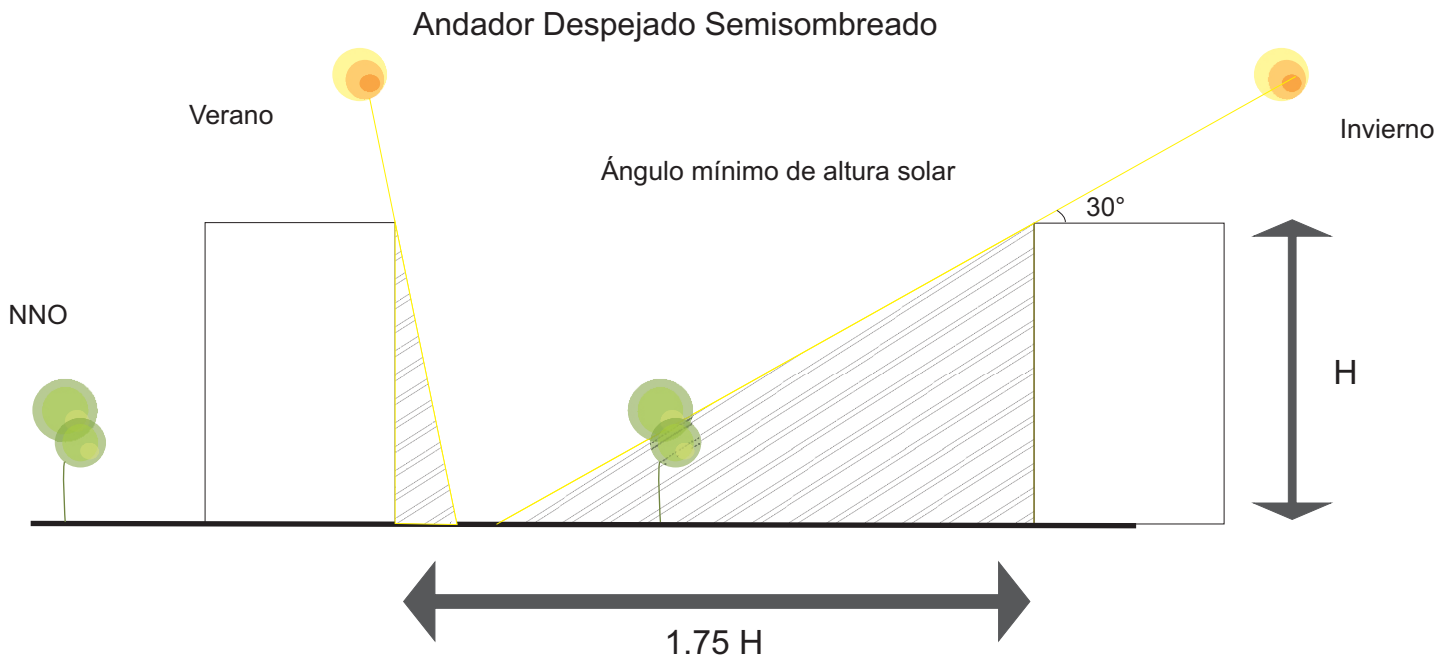 Andador Despejado Semisombreado
Verano
Invierno
Ángulo mínimo de altura solar
30°
NNO
H
1.75 H